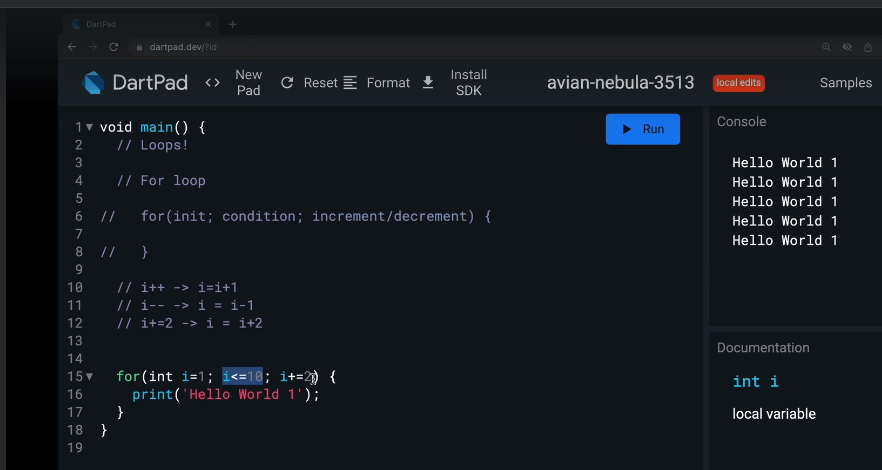 DartPad
dartpad.dev/?id
DartPad
<>
New Pad
Reset
Format
Install SDK
avian-nebula-3513
local edits
Samples
Run
1 void main() {
2 // Loops!
3
4 // For loop
5
6 // for(init; condition; increment/decrement) {
7
8 // }
9
10 // i++ -> i=i+1
11 // i-- -> i = i-1
12 // i+=2 -> i = i+2
13
14
15 for(int i=1; i<=10; i+=2) {
16 print('Hello World 1');
17 }
18 }
19
Console
Hello World 1
Hello World 1
Hello World 1
Hello World 1
Hello World 1
Documentation
int i
local variable